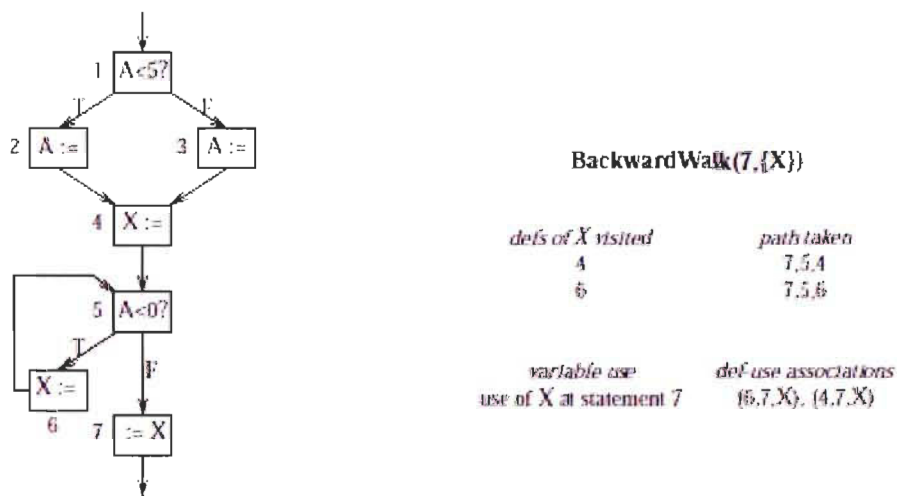 1 A<5?
T F
2 A :=
3 A :=
4 X :=
5 A<0?
T F
X :=
6
7 := X
BackwardWalk(7,{X})
defs of X visited path taken
4 7,5,4
6 7,5,6
variable use def-use associations
use of X at statement 7 (6,7,X), (4,7,X)